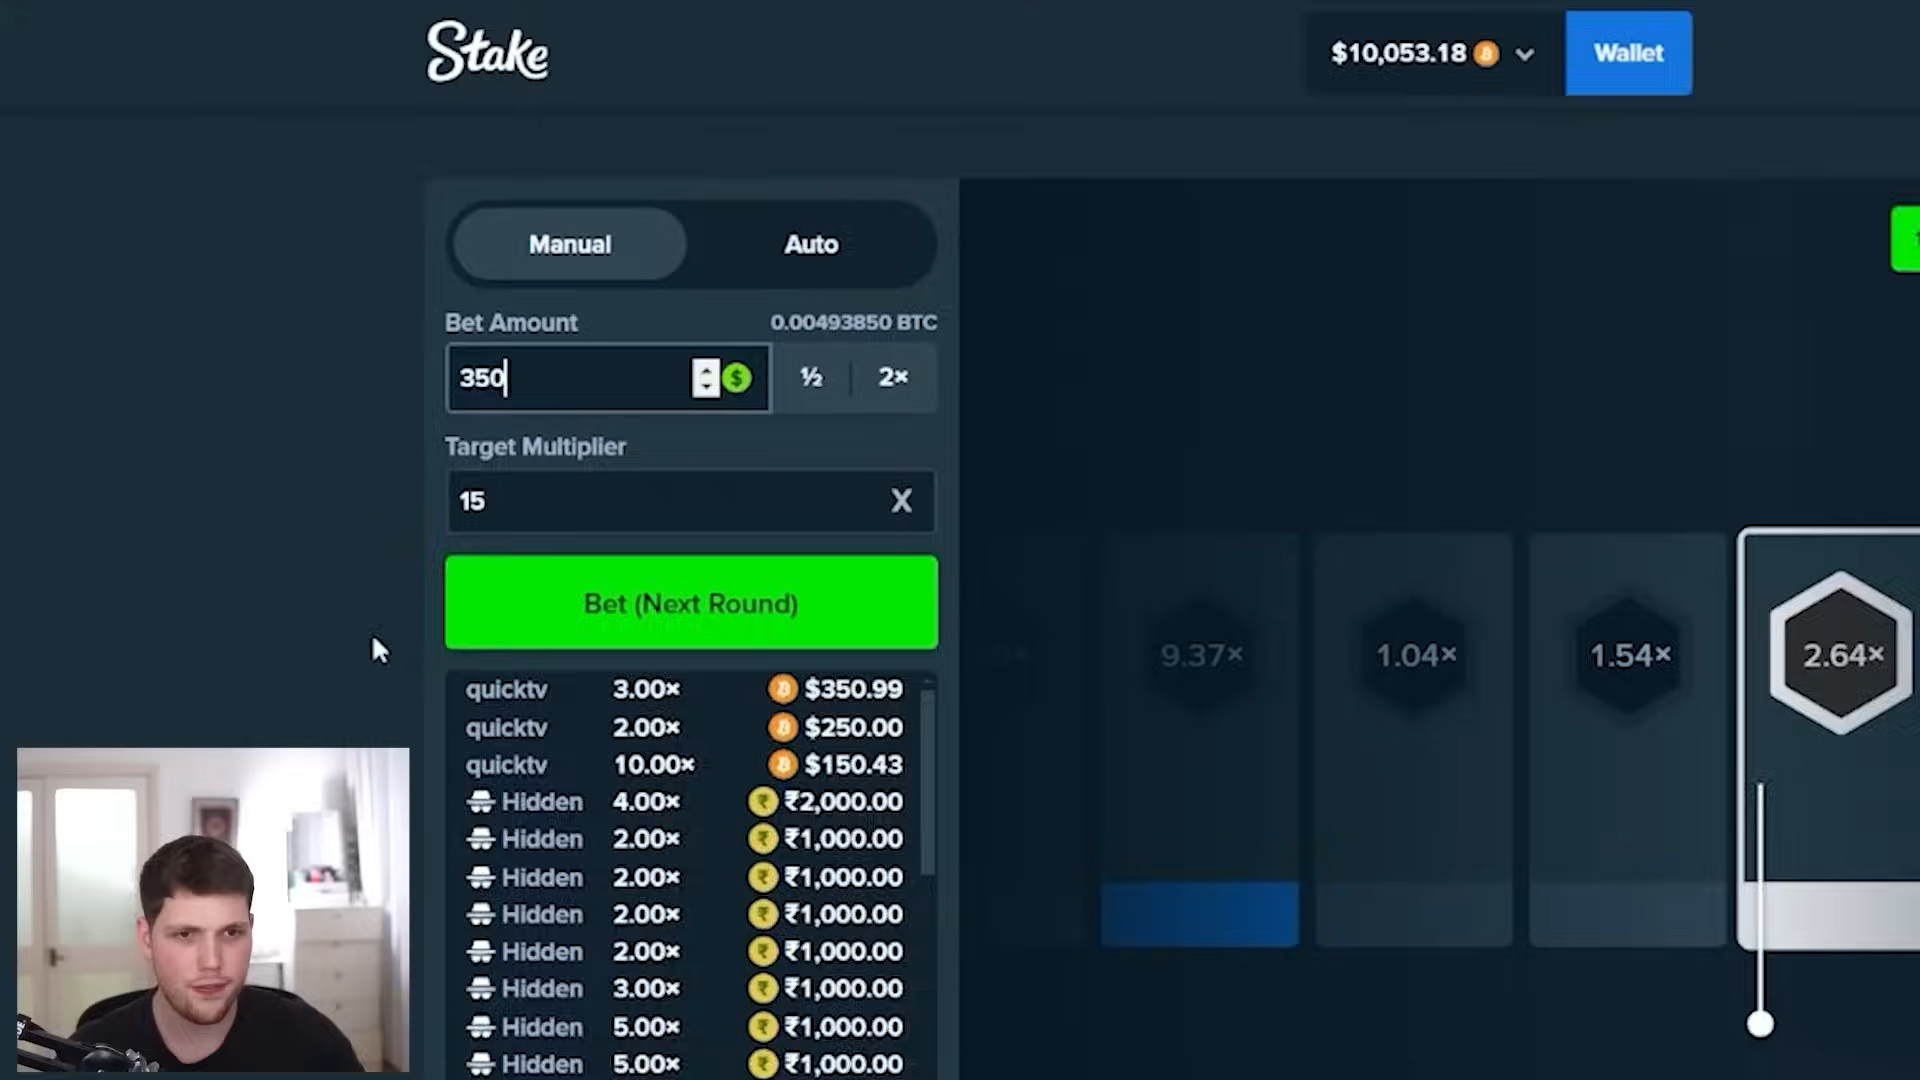 Stake
$10,053.18
Wallet
Manual
Auto
Bet Amount
0.00493850 BTC
350
$
½
2×
Target Multiplier
15
X
Bet (Next Round)
quicktv 3.00× $350.99
quicktv 2.00× $250.00
quicktv 10.00× $150.43
Hidden 4.00× ₹ ₹2,000.00
Hidden 2.00× ₹ ₹1,000.00
Hidden 2.00× ₹ ₹1,000.00
Hidden 2.00× ₹ ₹1,000.00
Hidden 2.00× ₹ ₹1,000.00
Hidden 3.00× ₹ ₹1,000.00
Hidden 5.00× ₹ ₹1,000.00
Hidden 5.00× ₹ ₹1,000.00
9.37×
1.04×
1.54×
2.64×